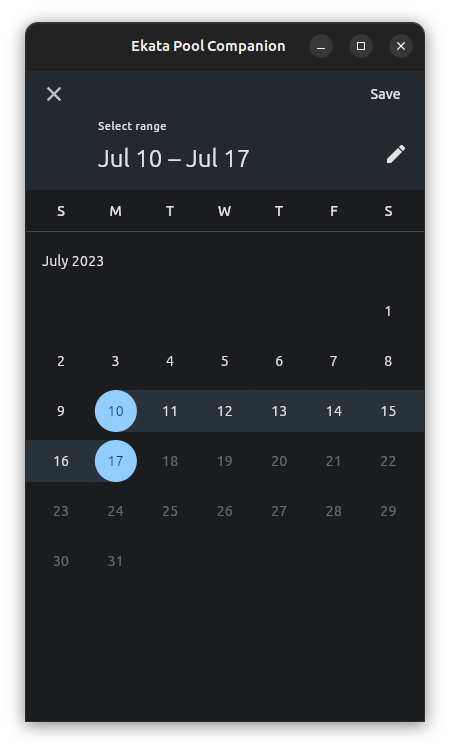 Ekata Pool Companion
Save
Select range
Jul 10 – Jul 17
S M T W T F S
July 2023
1
2 3 4 5 6 7 8
9 10 11 12 13 14 15
16 17 18 19 20 21 22
23 24 25 26 27 28 29
30 31